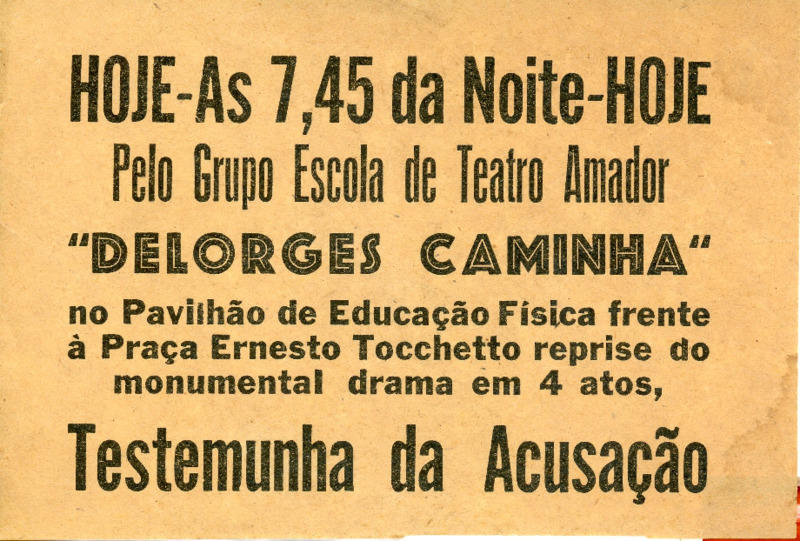 HOJE-As 7,45 da Noite-HOJE
Pelo Grupo Escola de Teatro Amador
"DELORGES CAMINHA"
no Pavilhão de Educação Física frente
à Praça Ernesto Tocchetto reprise do
monumental drama em 4 atos,
Testemunha da Acusação